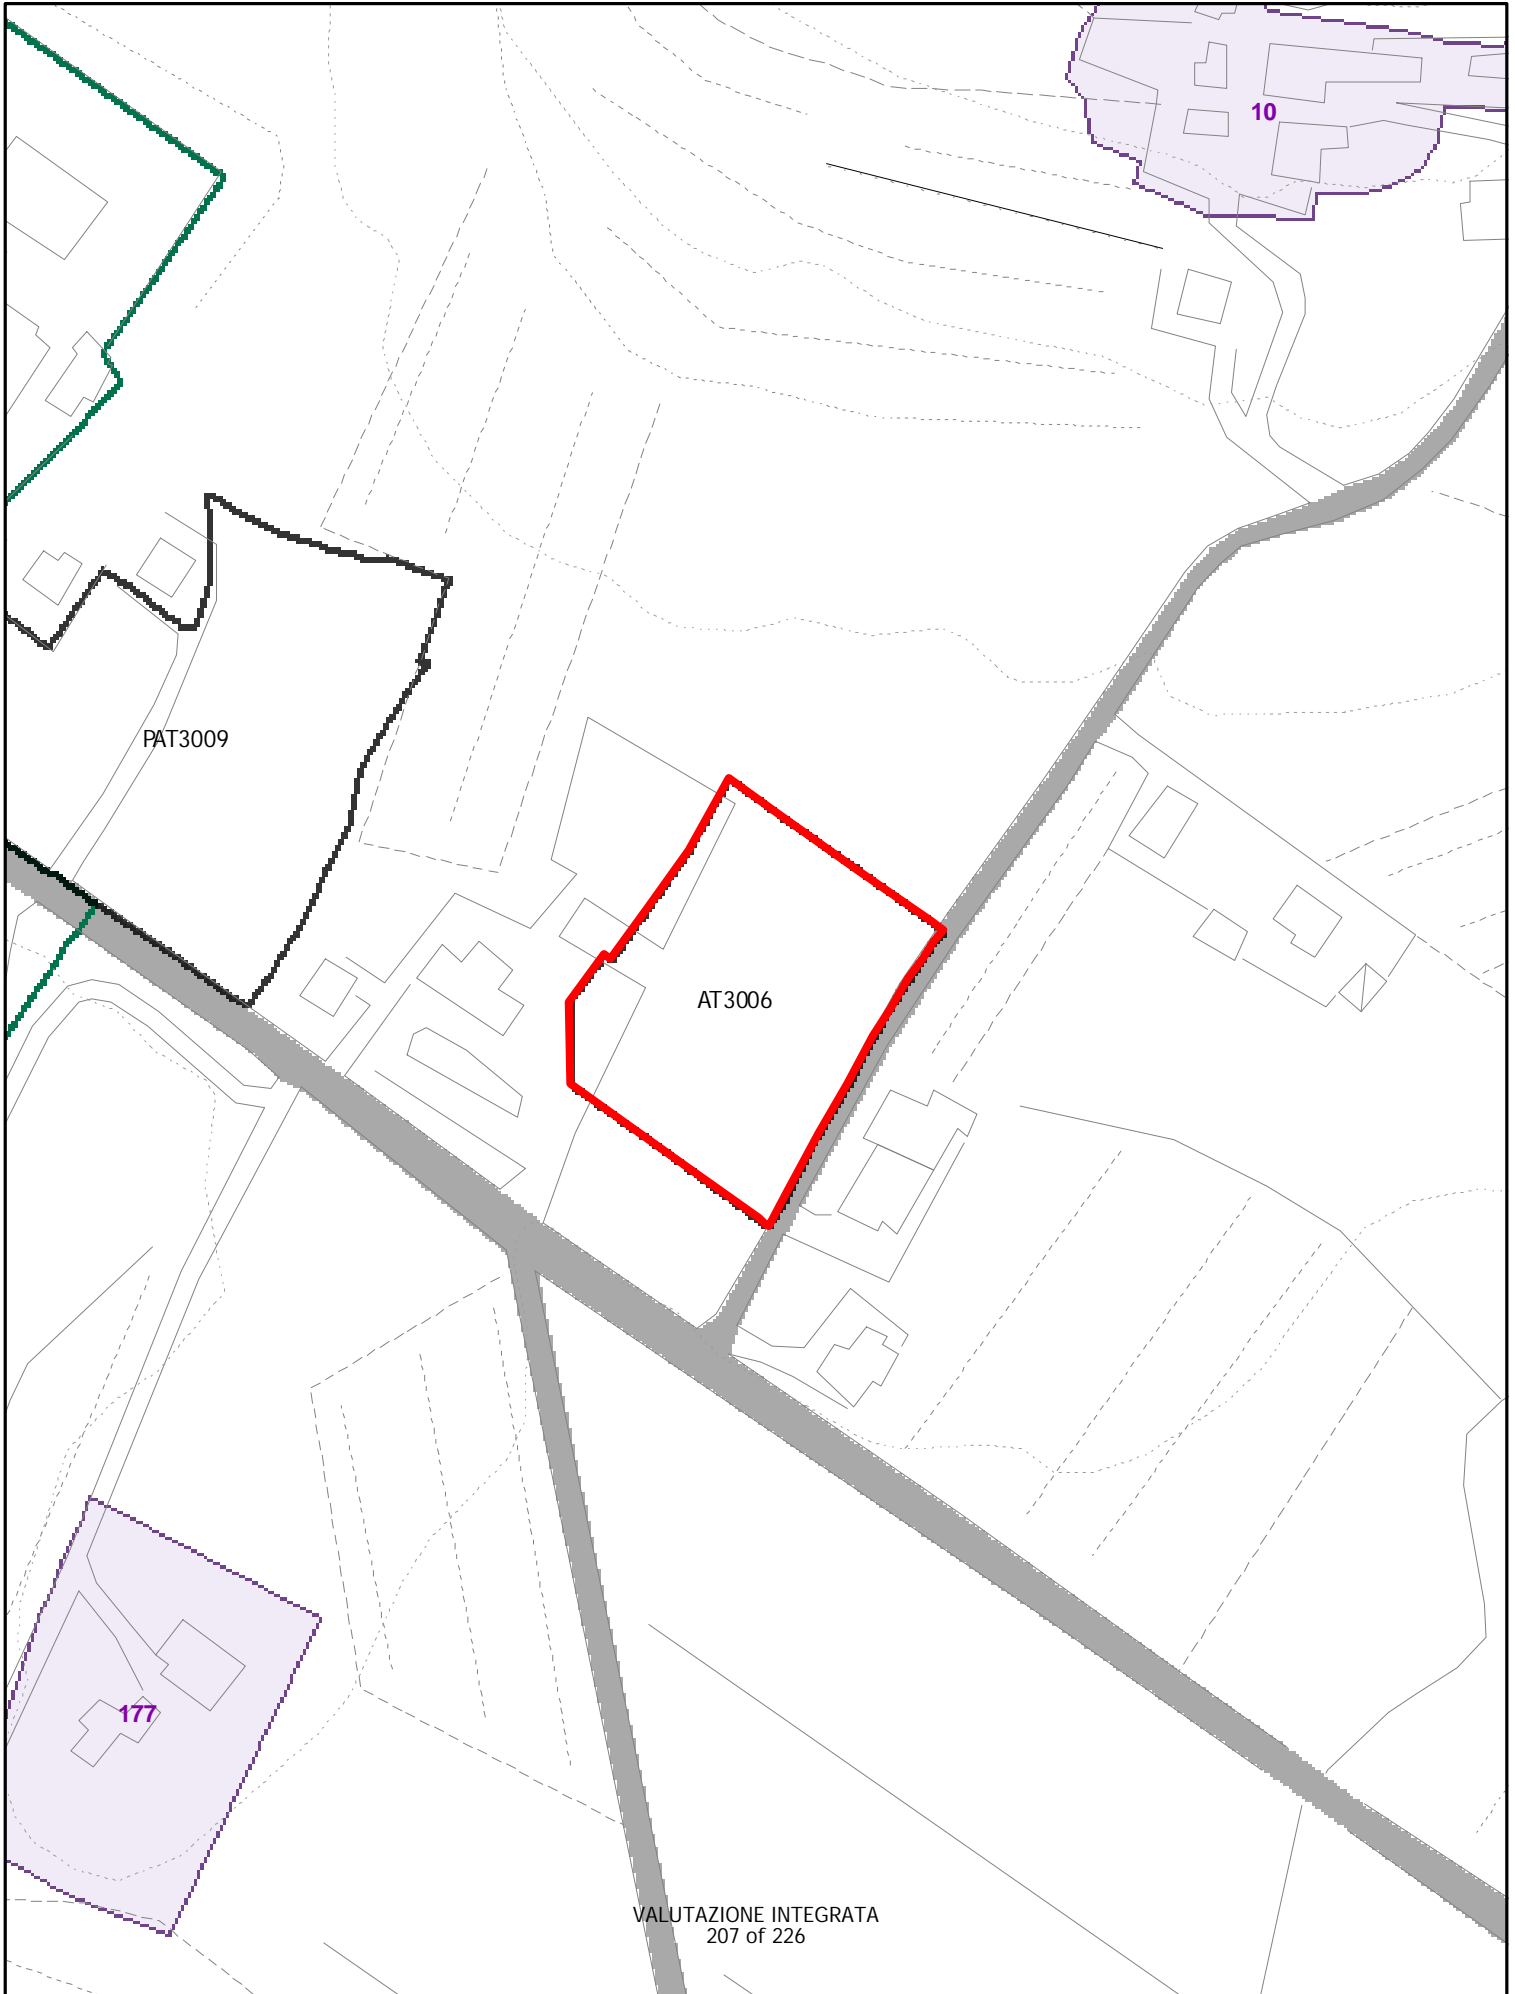 10
PAT3009
AT3006
177
VALUTAZIONE INTEGRATA
207 of 226